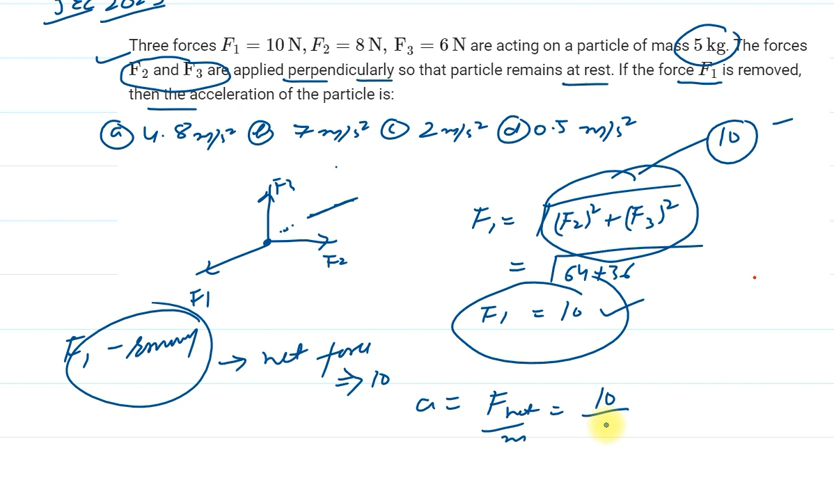 DEC 2023
Three forces F₁ = 10 N, F₂ = 8 N, F₃ = 6 N are acting on a particle of mass 5 kg. The forces
F₂ and F₃ are applied perpendicularly so that particle remains at rest. If the force F₁ is removed,
then the acceleration of the particle is:
(a) 4.8 m/s² (b) 7 m/s² (c) 2 m/s² (d) 0.5 m/s²
10
F3
F2
F1
F₁ = √(F₂)² + (F₃)²
= √64+36
F₁ = 10
F₁ -
→ net force
⇒ 10
a = Fnet/m = 10/